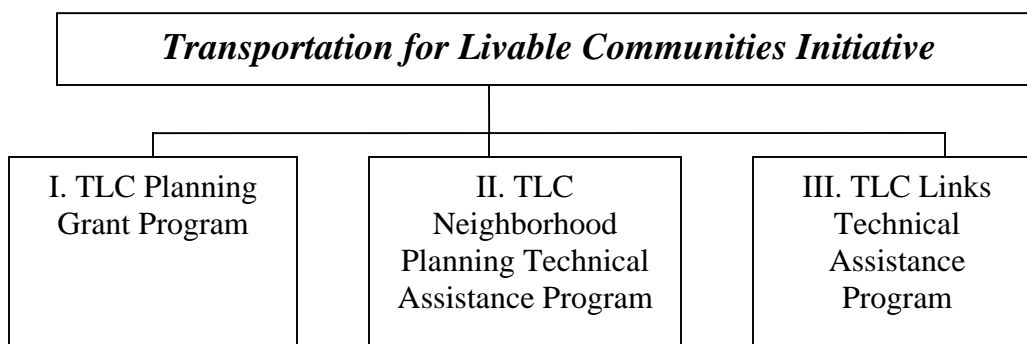 Transportation for Livable Communities Initiative
I. TLC Planning
Grant Program
II. TLC
Neighborhood
Planning Technical
Assistance Program
III. TLC Links
Technical
Assistance
Program